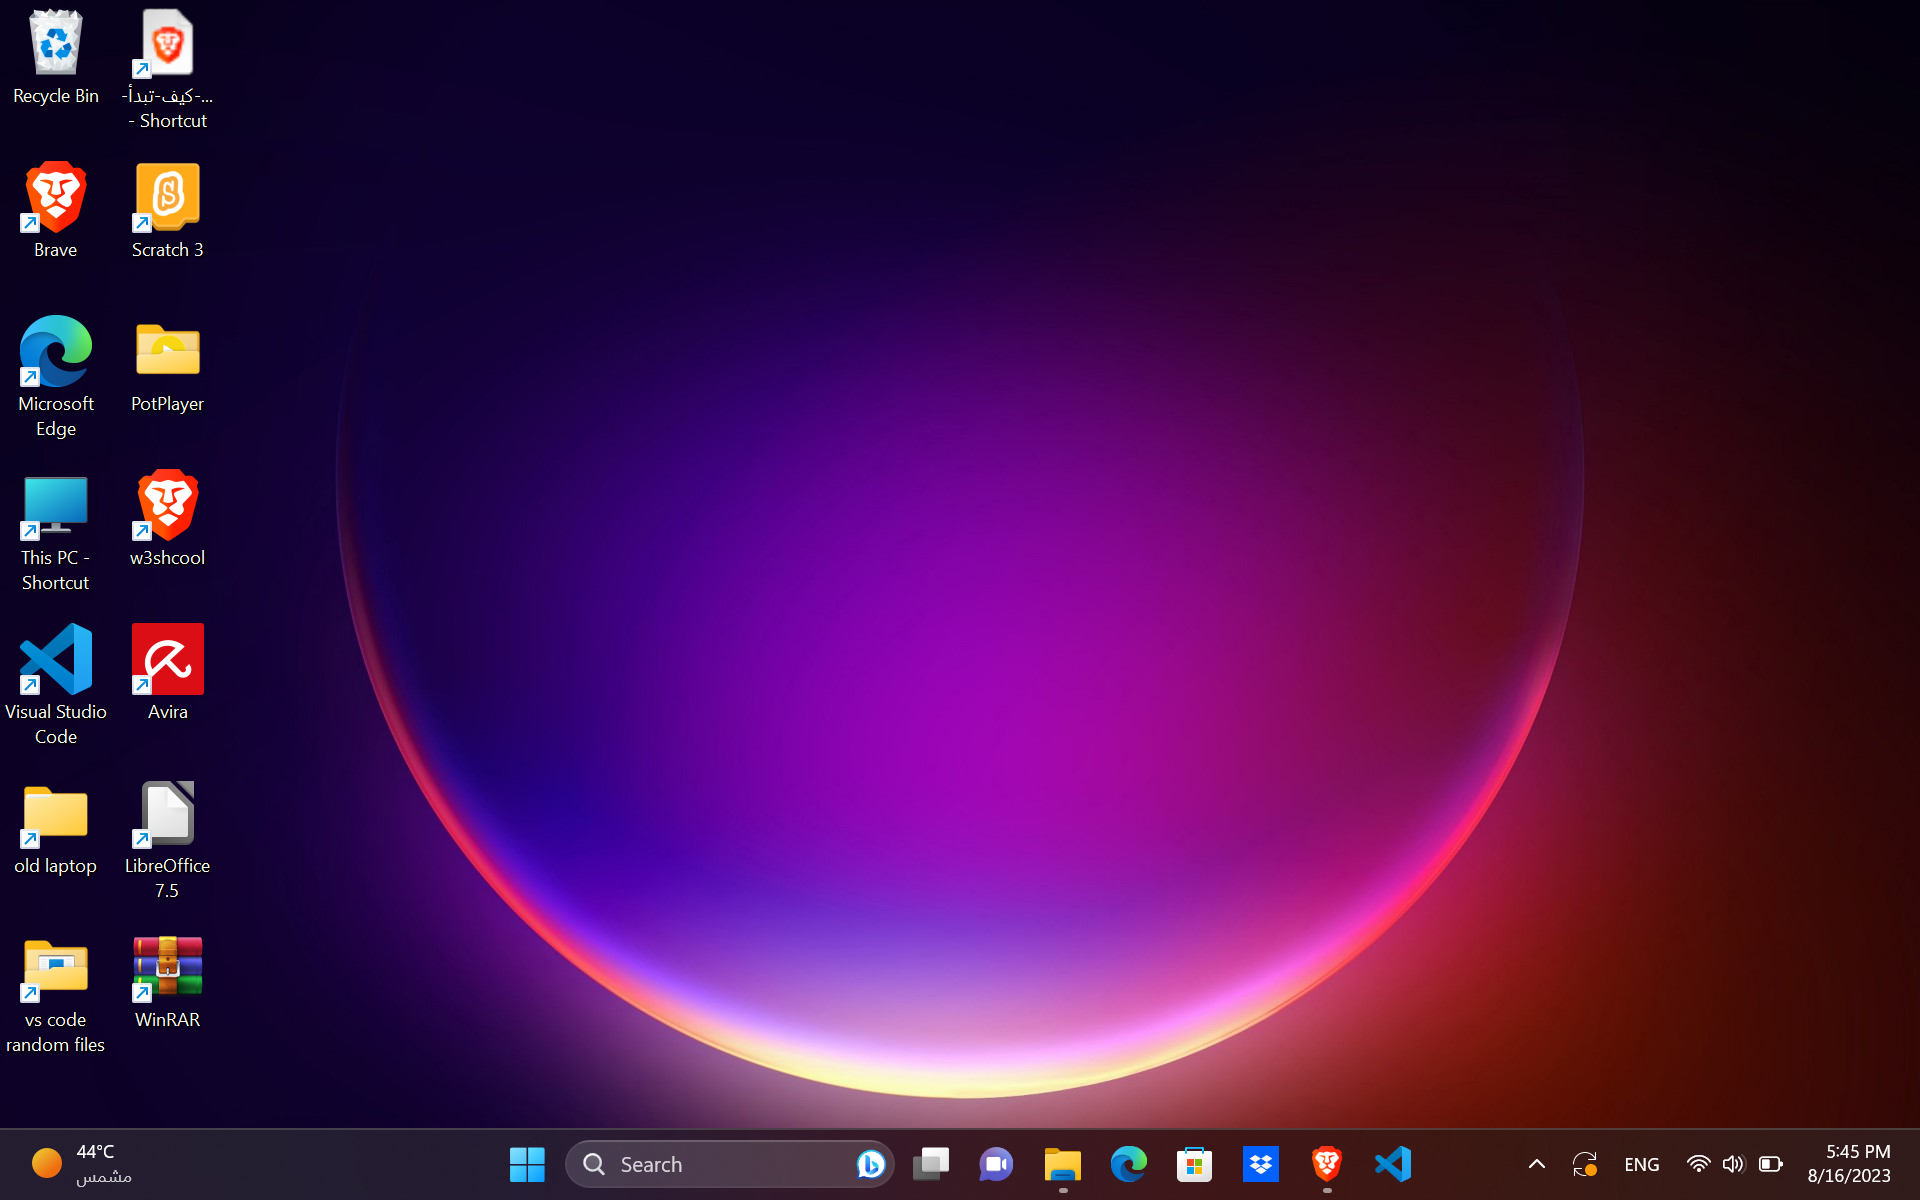 Recycle Bin
...-كيف-تبدأ-
- Shortcut
Brave
Scratch 3
Microsoft
Edge
PotPlayer
This PC -
Shortcut
w3shcool
Visual Studio
Code
Avira
old laptop
LibreOffice
7.5
vs code
random files
WinRAR
44°C
مشمس
Search
ENG
5:45 PM
8/16/2023